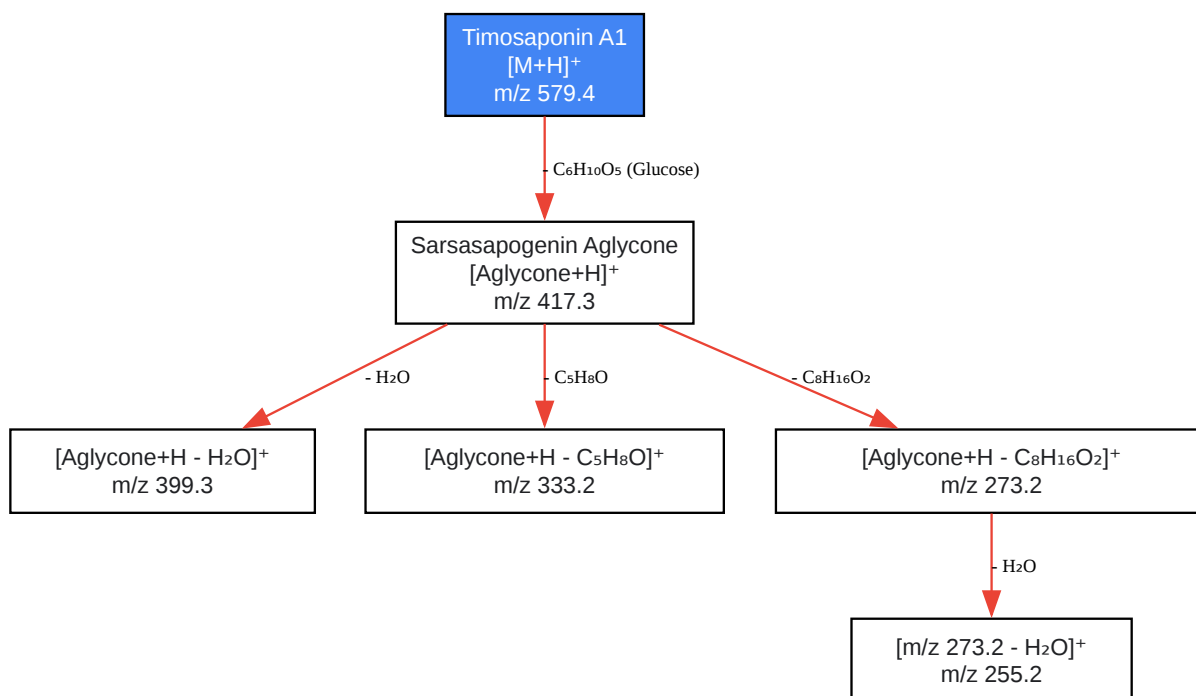 Timosaponin A1
[M+H]⁺
m/z 579.4
- C₆H₁₀O₅ (Glucose)
Sarsasapogenin Aglycone
[Aglycone+H]⁺
m/z 417.3
- H₂O
- C₅H₈O
- C₈H₁₆O₂
[Aglycone+H - H₂O]⁺
m/z 399.3
[Aglycone+H - C₅H₈O]⁺
m/z 333.2
[Aglycone+H - C₈H₁₆O₂]⁺
m/z 273.2
- H₂O
[m/z 273.2 - H₂O]⁺
m/z 255.2